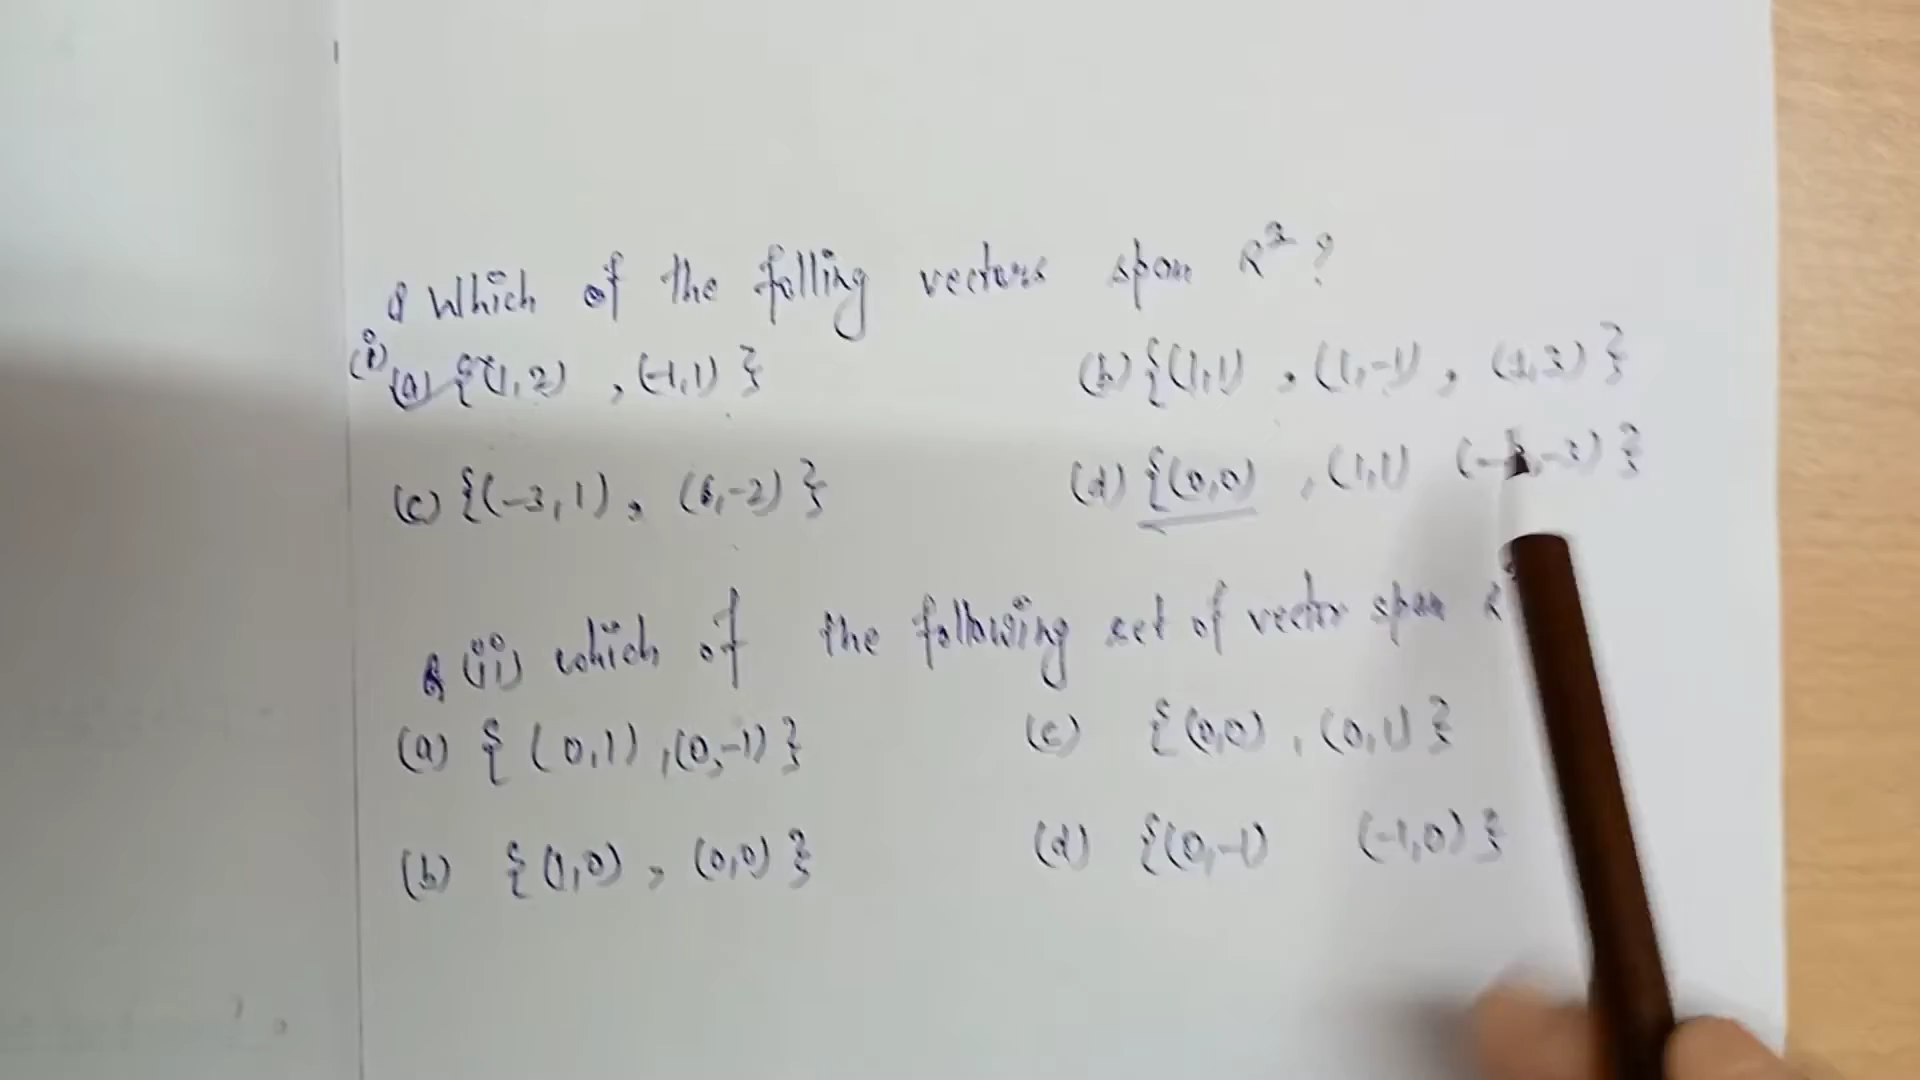 Q Which of the folling vectors span R² ?
(i) (a) {(1,2) , (-1,1) } (b) {(1,1) , (1,-1) , (2,3) }
(c) {(-3,1) , (6,-2) } (d) {(0,0) , (1,1) }
Q (ii) which of the following set of vector span R
(a) { (0,1) ,(0,-1) } (c) {(0,0) , (0,1) }
(b) { (1,0) , (0,0) } (d) {(0,-1) (-1,0) }